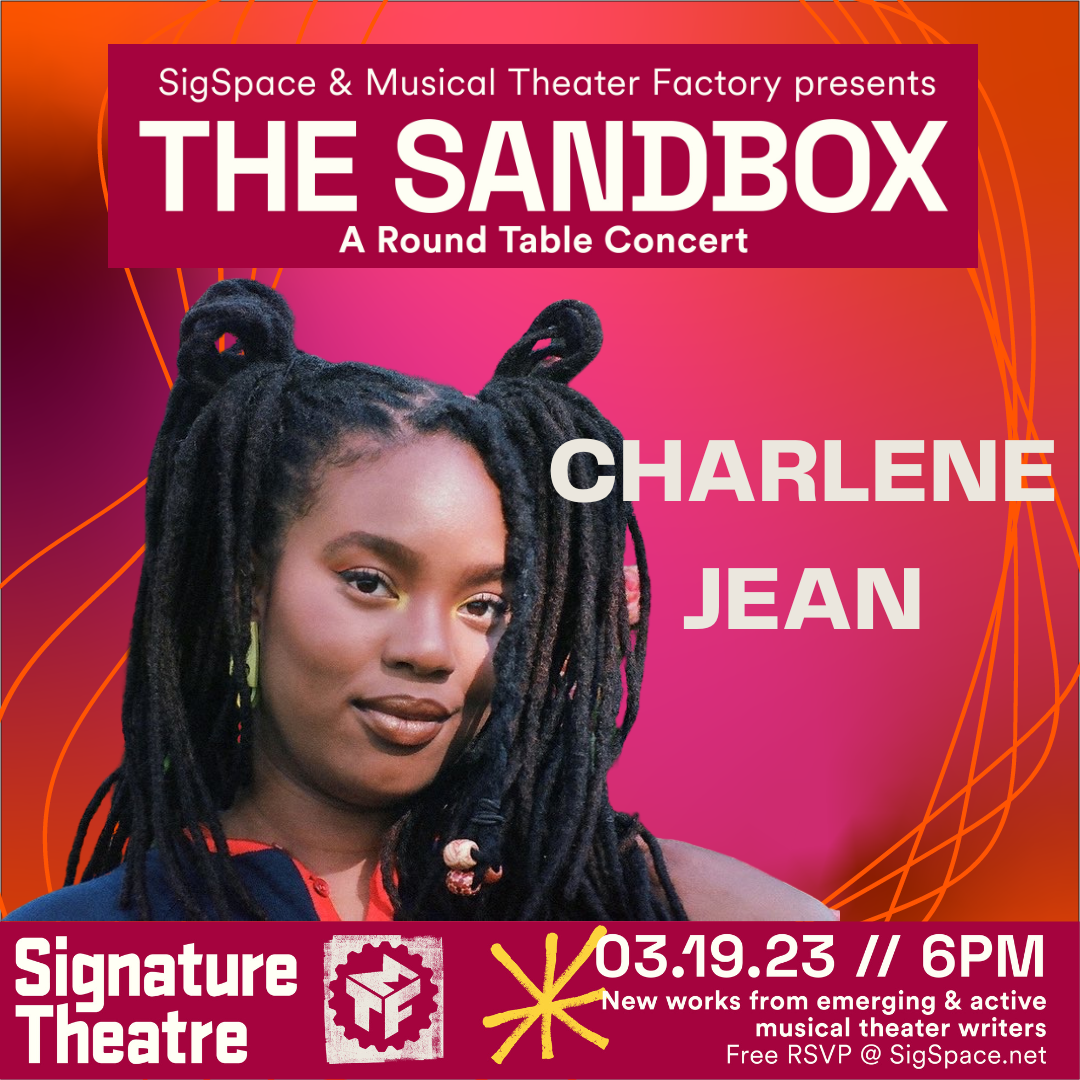 SigSpace & Musical Theater Factory presents
THE SANDBOX
A Round Table Concert
CHARLENE
JEAN
Signature
Theatre
MTF
03.19.23 // 6PM
New works from emerging & active
musical theater writers
Free RSVP @ SigSpace.net